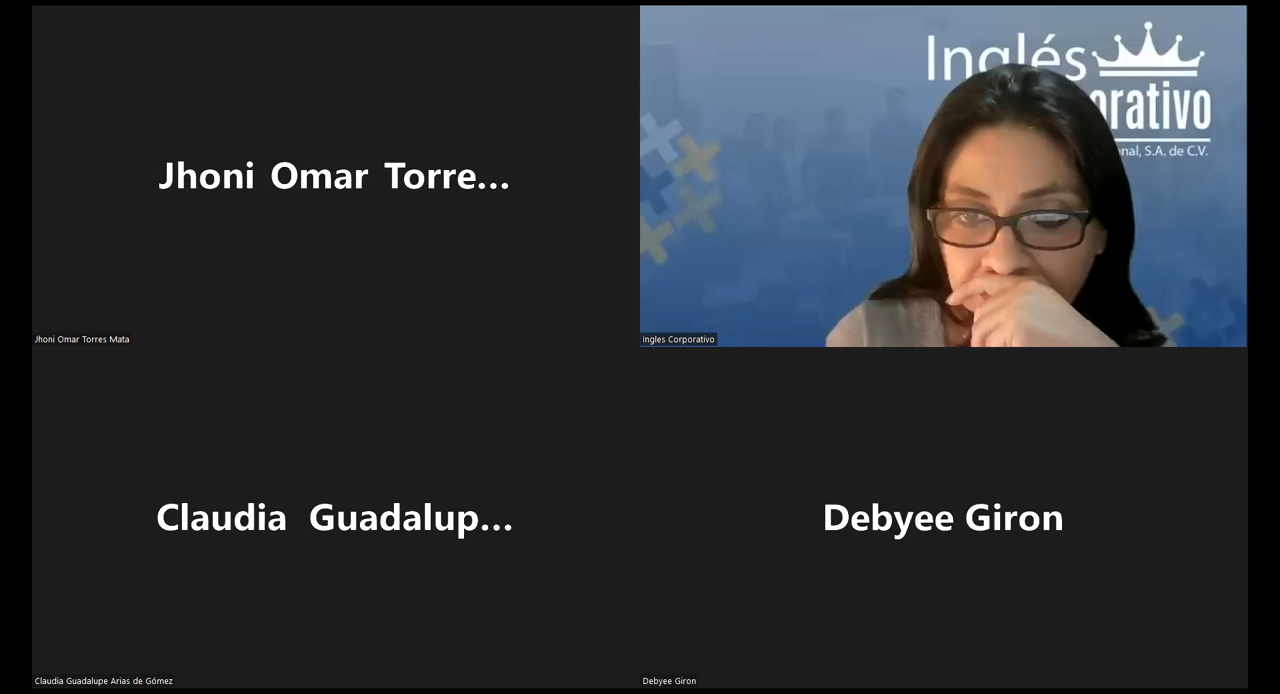 Jhoni Omar Torre...
Jhoni Omar Torres Mata
Inglés
orativo
nal, S.A. de C.V.
Ingles Corporativo
Claudia Guadalup...
Claudia Guadalupe Arias de Gómez
Debyee Giron
Debyee Giron